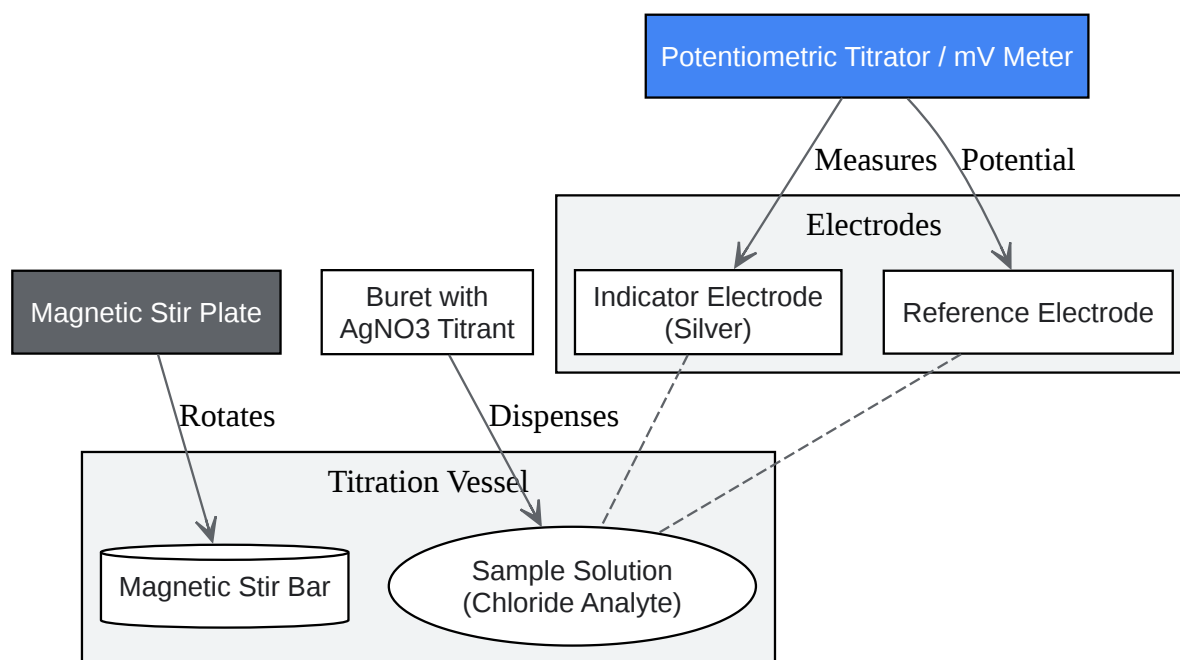 Potentiometric Titrator / mV Meter
Measures
Potential
Electrodes
Magnetic Stir Plate
Buret with
AgNO3 Titrant
Indicator Electrode
(Silver)
Reference Electrode
Rotates
Dispenses
Titration Vessel
Magnetic Stir Bar
Sample Solution
(Chloride Analyte)